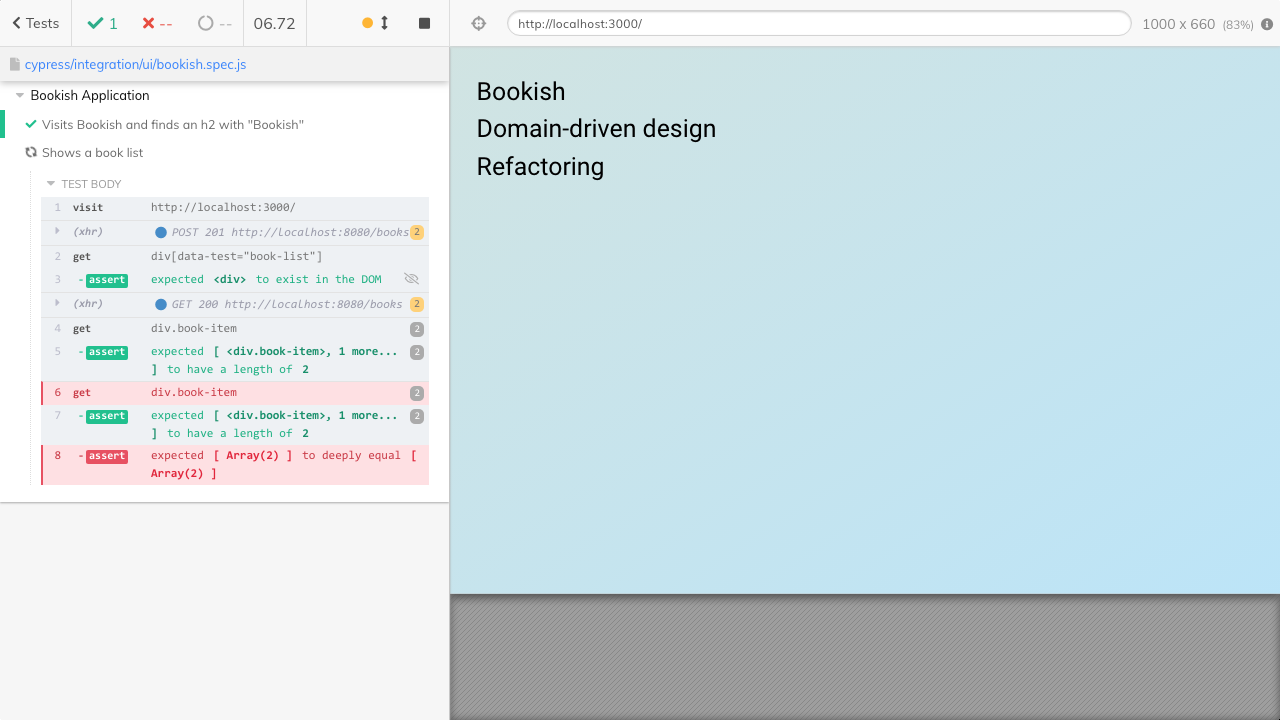 Tests
1
--
--
06.72
http://localhost:3000/
1000 x 660 (83%)
cypress/integration/ui/bookish.spec.js
Bookish Application
Visits Bookish and finds an h2 with "Bookish"
Shows a book list
TEST BODY
1 visit http://localhost:3000/
(xhr) POST 201 http://localhost:8080/books 2
2 get div[data-test="book-list"]
3 -assert expected <div> to exist in the DOM
(xhr) GET 200 http://localhost:8080/books 2
4 get div.book-item 2
5 -assert expected [ <div.book-item>, 1 more... 2
] to have a length of 2
6 get div.book-item 2
7 -assert expected [ <div.book-item>, 1 more... 2
] to have a length of 2
8 -assert expected [ Array(2) ] to deeply equal [
Array(2) ]
Bookish
Domain-driven design
Refactoring